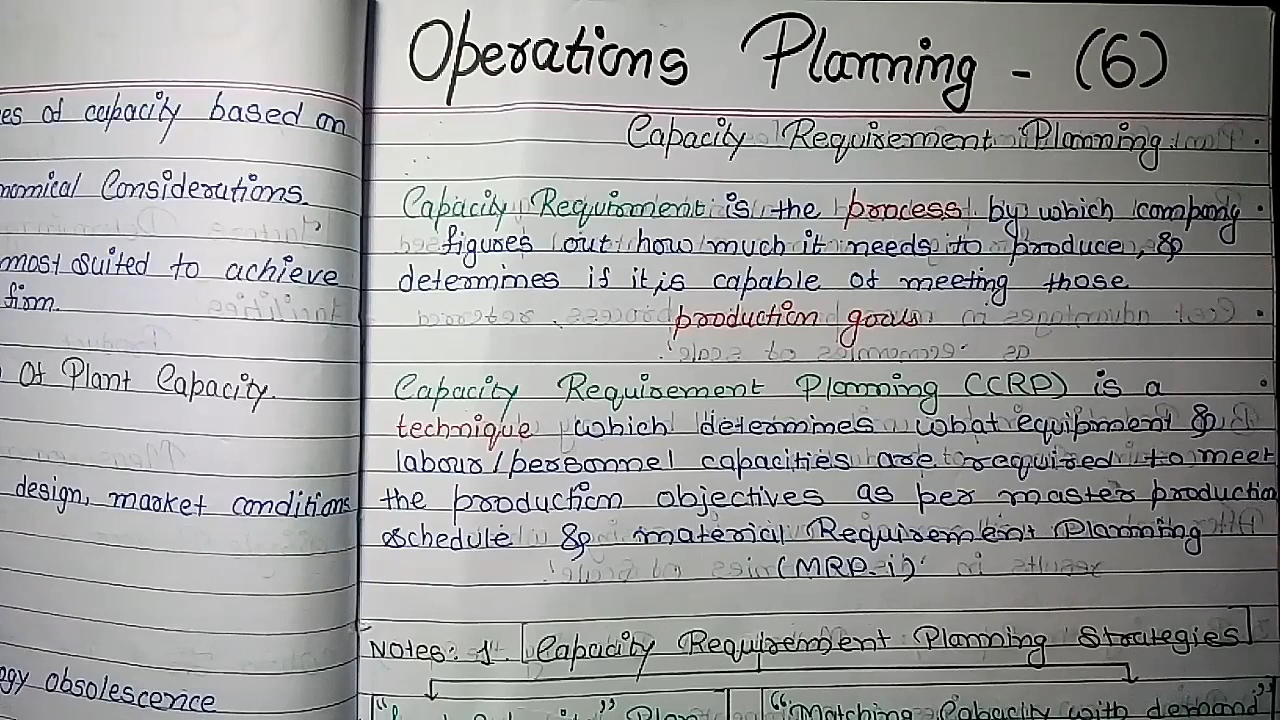 es of capacity based on
nomical Considerations.
most suited to achieve
firm.
Of Plant Capacity.
design, market conditions
gy obsolescence
Operations Planning - (6)
Capacity Requirement Planning
Capacity Requirment is the process by which company
figures out how much it needs to produce, &
determines if it is capable of meeting those
production goals
Capacity Requirement Planning (CRP) is a
technique which determines what equipment &
labour/personnel capacities are required to meet
the production objectives as per master production
schedule & material Requirement Planning
(MRP-i)
Notes: 1. Capacity Requirement Planning Strategies
Plan "Matching Capacity with demand"